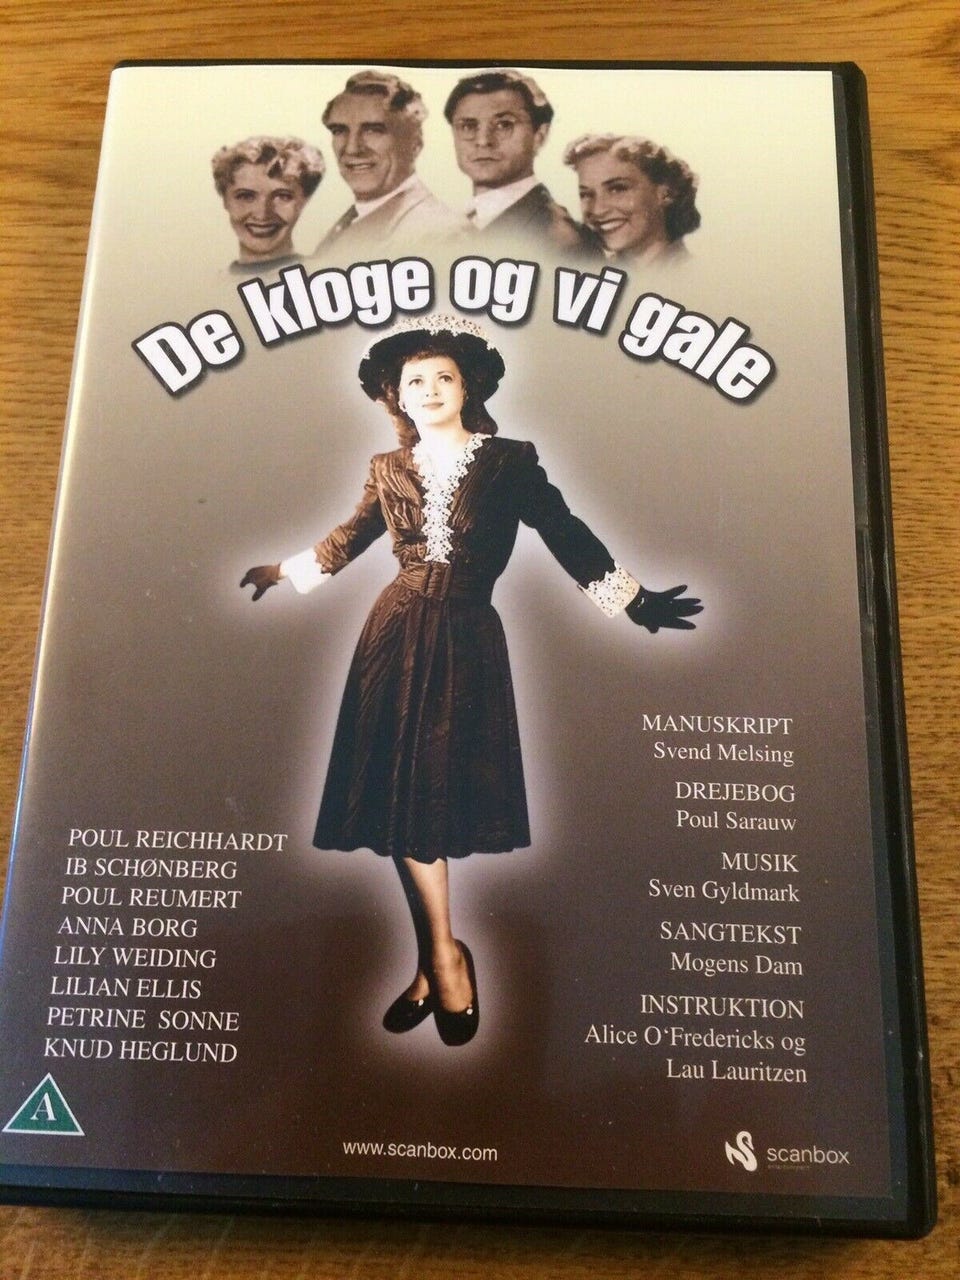 De kloge og vi gale
MANUSKRIPT
Svend Melsing
DREJEBOG
Poul Sarauw
MUSIK
Sven Gyldmark
SANGTEKST
Mogens Dam
INSTRUKTION
Alice O'Fredericks og
Lau Lauritzen
POUL REICHHARDT
IB SCHØNBERG
POUL REUMERT
ANNA BORG
LILY WEIDING
LILIAN ELLIS
PETRINE SONNE
KNUD HEGLUND
A
www.scanbox.com
scanbox
entertainment